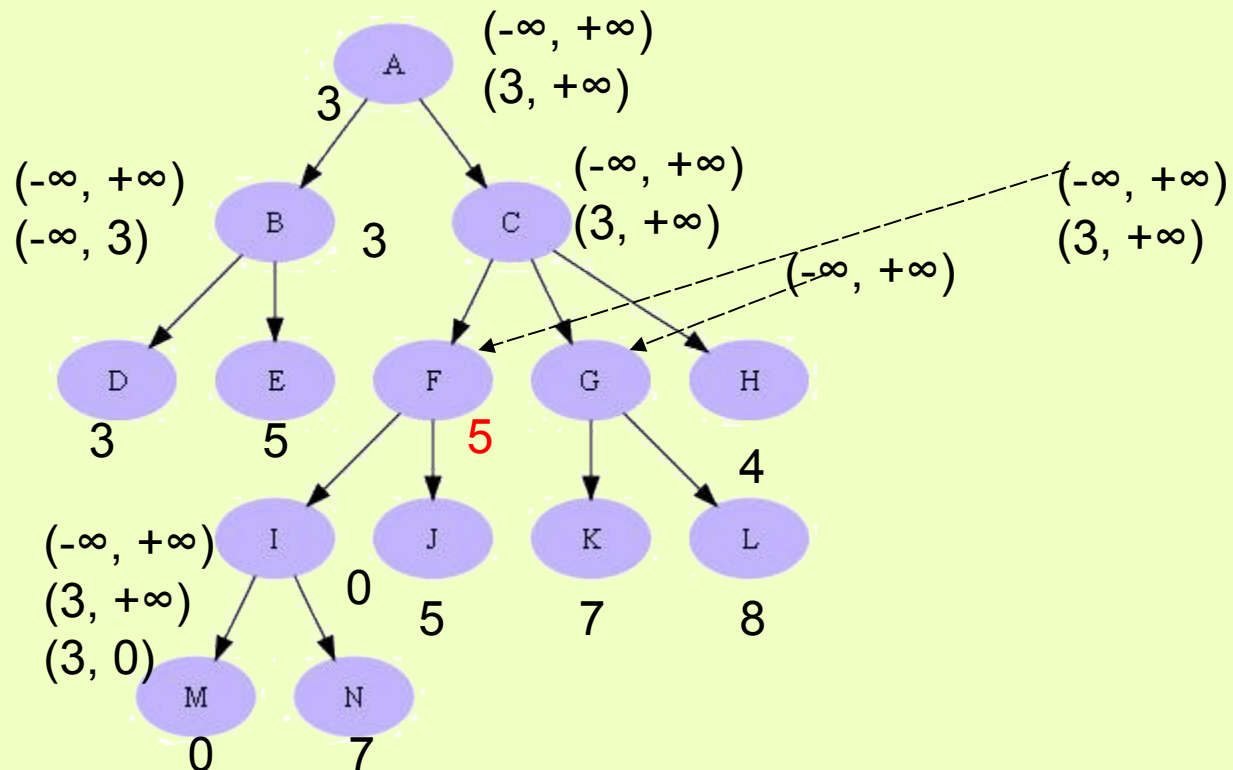 (-∞, +∞)
A
(3, +∞)
3
(-∞, +∞)
(-∞, +∞)
(-∞, +∞)
(-∞, 3)
B
3
C
(3, +∞)
(3, +∞)
(-∞, +∞)
D
E
F
G
H
3
5
5
4
(-∞, +∞)
I
J
K
L
(3, +∞)
0
5
7
8
(3, 0)
M
N
0
7